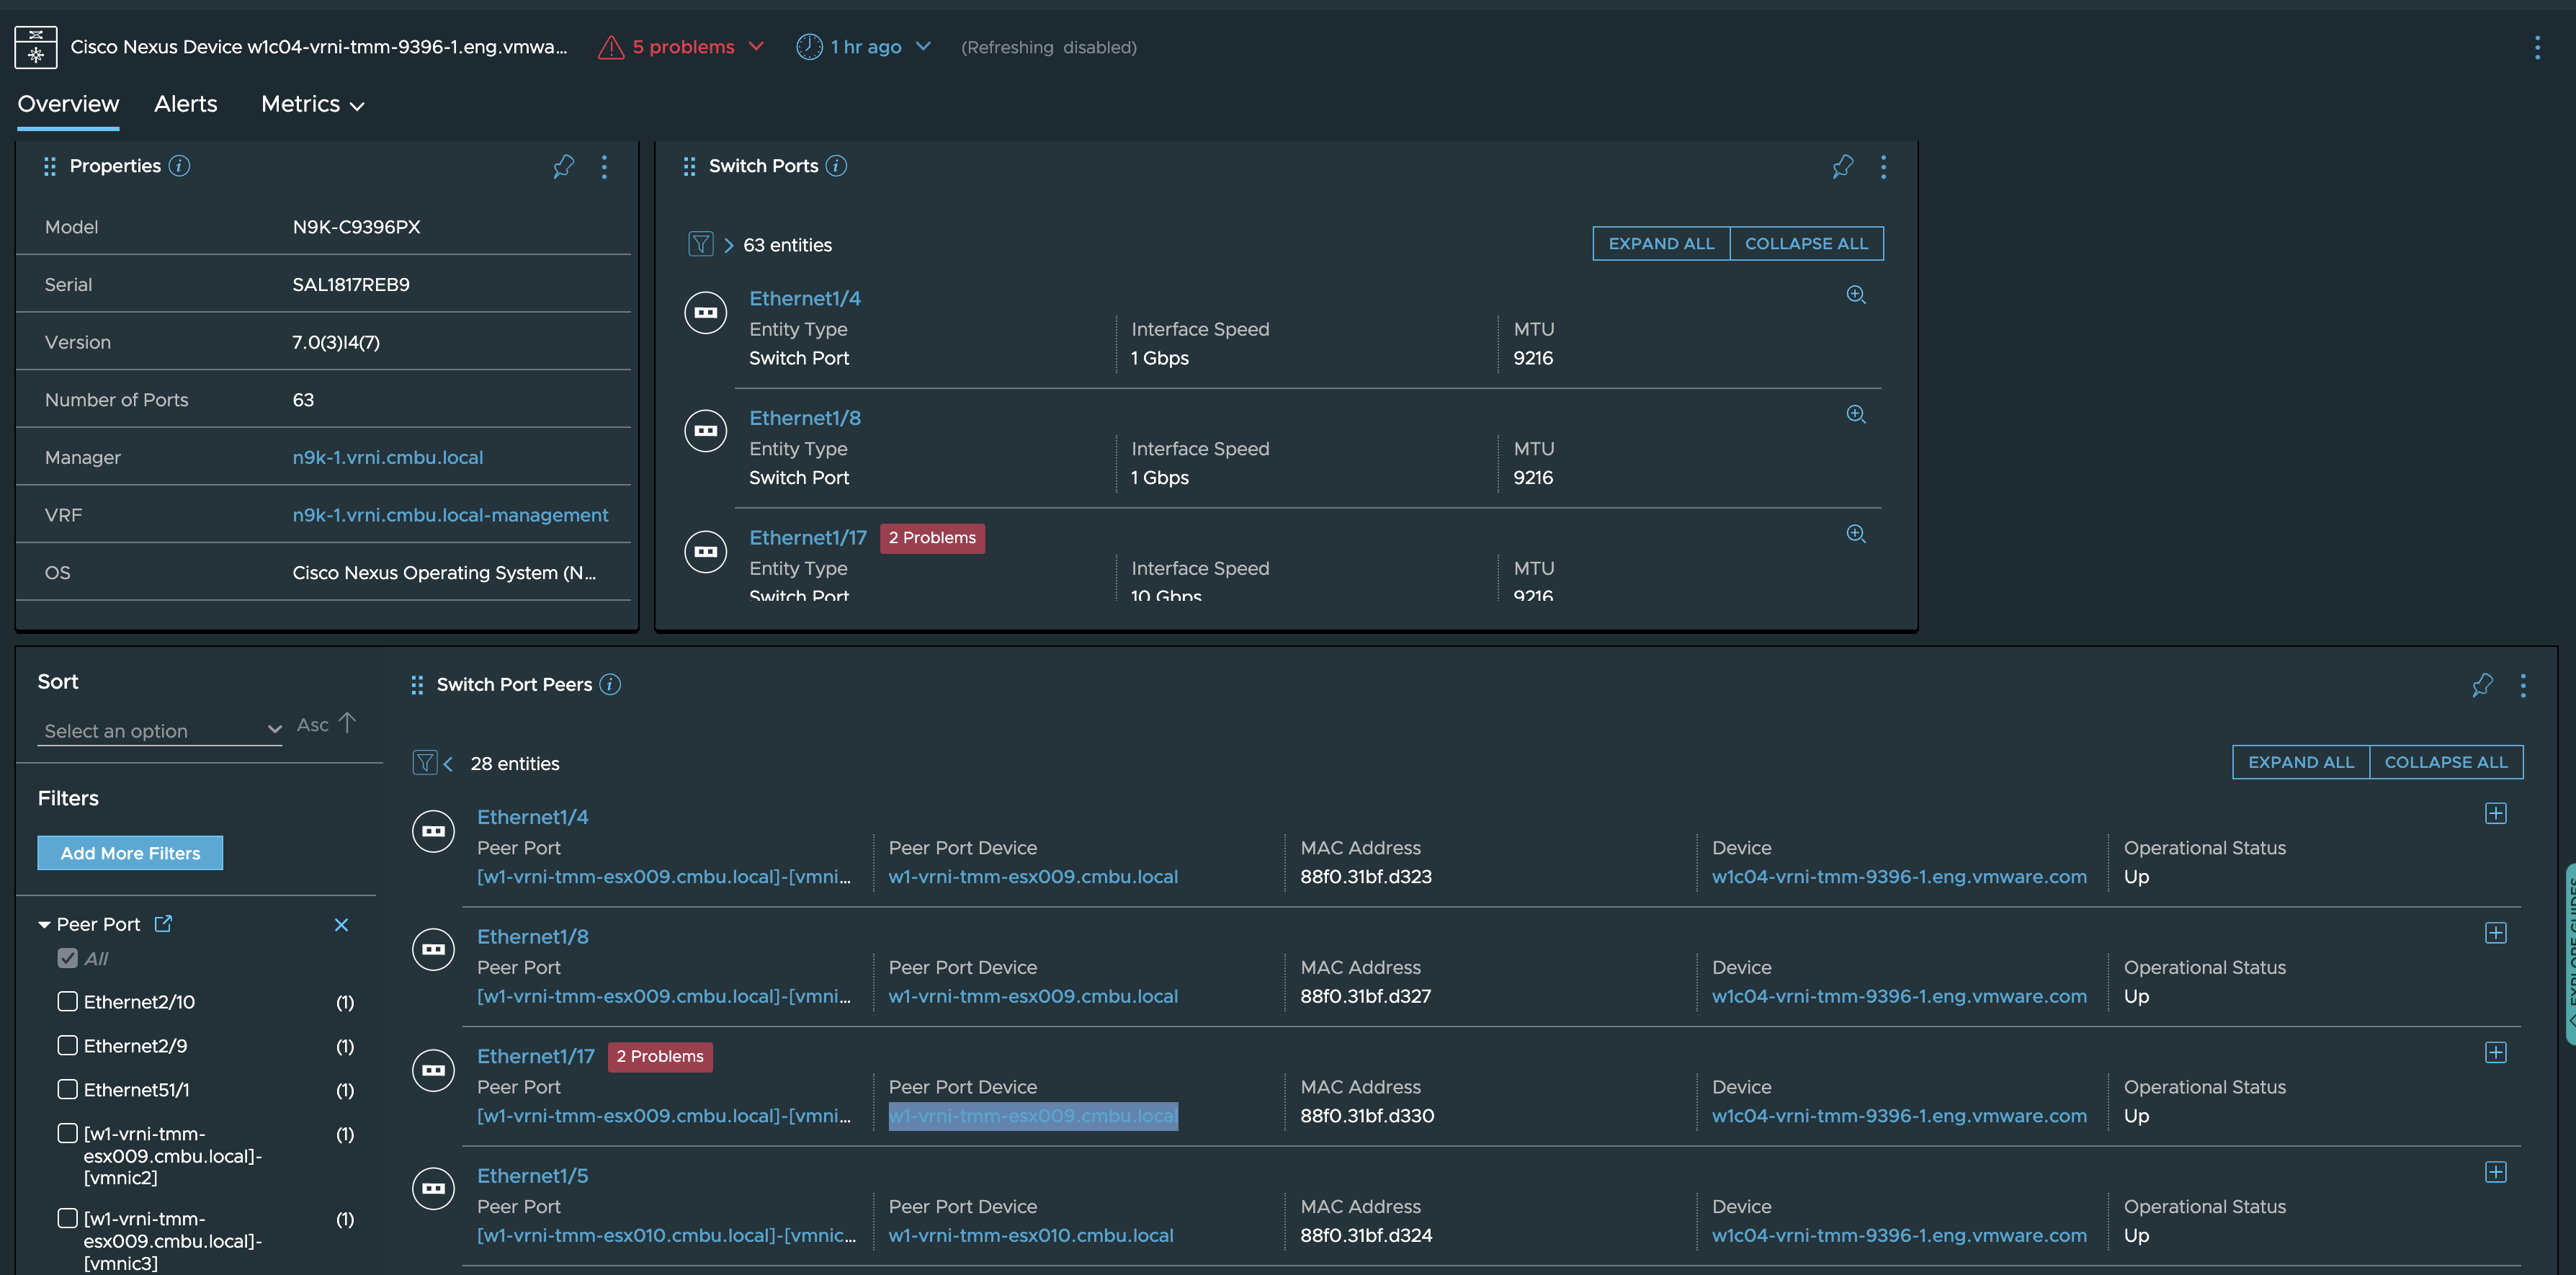 Cisco Nexus Device w1c04-vrni-tmm-9396-1.eng.vmwa... 5 problems 1 hr ago (Refreshing disabled)
Overview Alerts Metrics
Properties
Model N9K-C9396PX
Serial SAL1817REB9
Version 7.0(3)I4(7)
Number of Ports 63
Manager n9k-1.vrni.cmbu.local
VRF n9k-1.vrni.cmbu.local-management
OS Cisco Nexus Operating System (N...
Switch Ports
63 entities EXPAND ALL COLLAPSE ALL
Ethernet1/4
Entity Type Interface Speed MTU
Switch Port 1 Gbps 9216
Ethernet1/8
Entity Type Interface Speed MTU
Switch Port 1 Gbps 9216
Ethernet1/17 2 Problems
Entity Type Interface Speed MTU
Switch Port 10 Gbps 9216
Sort
Select an option Asc
Filters
Add More Filters
Peer Port
All
Ethernet2/10 (1)
Ethernet2/9 (1)
Ethernet51/1 (1)
[w1-vrni-tmm- (1)
esx009.cmbu.local]-
[vmnic2]
[w1-vrni-tmm- (1)
esx009.cmbu.local]-
[vmnic3]
Switch Port Peers
28 entities EXPAND ALL COLLAPSE ALL
Ethernet1/4
Peer Port Peer Port Device MAC Address Device Operational Status
[w1-vrni-tmm-esx009.cmbu.local]-[vmni... w1-vrni-tmm-esx009.cmbu.local 88f0.31bf.d323 w1c04-vrni-tmm-9396-1.eng.vmware.com Up
Ethernet1/8
Peer Port Peer Port Device MAC Address Device Operational Status
[w1-vrni-tmm-esx009.cmbu.local]-[vmni... w1-vrni-tmm-esx009.cmbu.local 88f0.31bf.d327 w1c04-vrni-tmm-9396-1.eng.vmware.com Up
Ethernet1/17 2 Problems
Peer Port Peer Port Device MAC Address Device Operational Status
[w1-vrni-tmm-esx009.cmbu.local]-[vmni... w1-vrni-tmm-esx009.cmbu.local 88f0.31bf.d330 w1c04-vrni-tmm-9396-1.eng.vmware.com Up
Ethernet1/5
Peer Port Peer Port Device MAC Address Device Operational Status
[w1-vrni-tmm-esx010.cmbu.local]-[vmnic... w1-vrni-tmm-esx010.cmbu.local 88f0.31bf.d324 w1c04-vrni-tmm-9396-1.eng.vmware.com Up